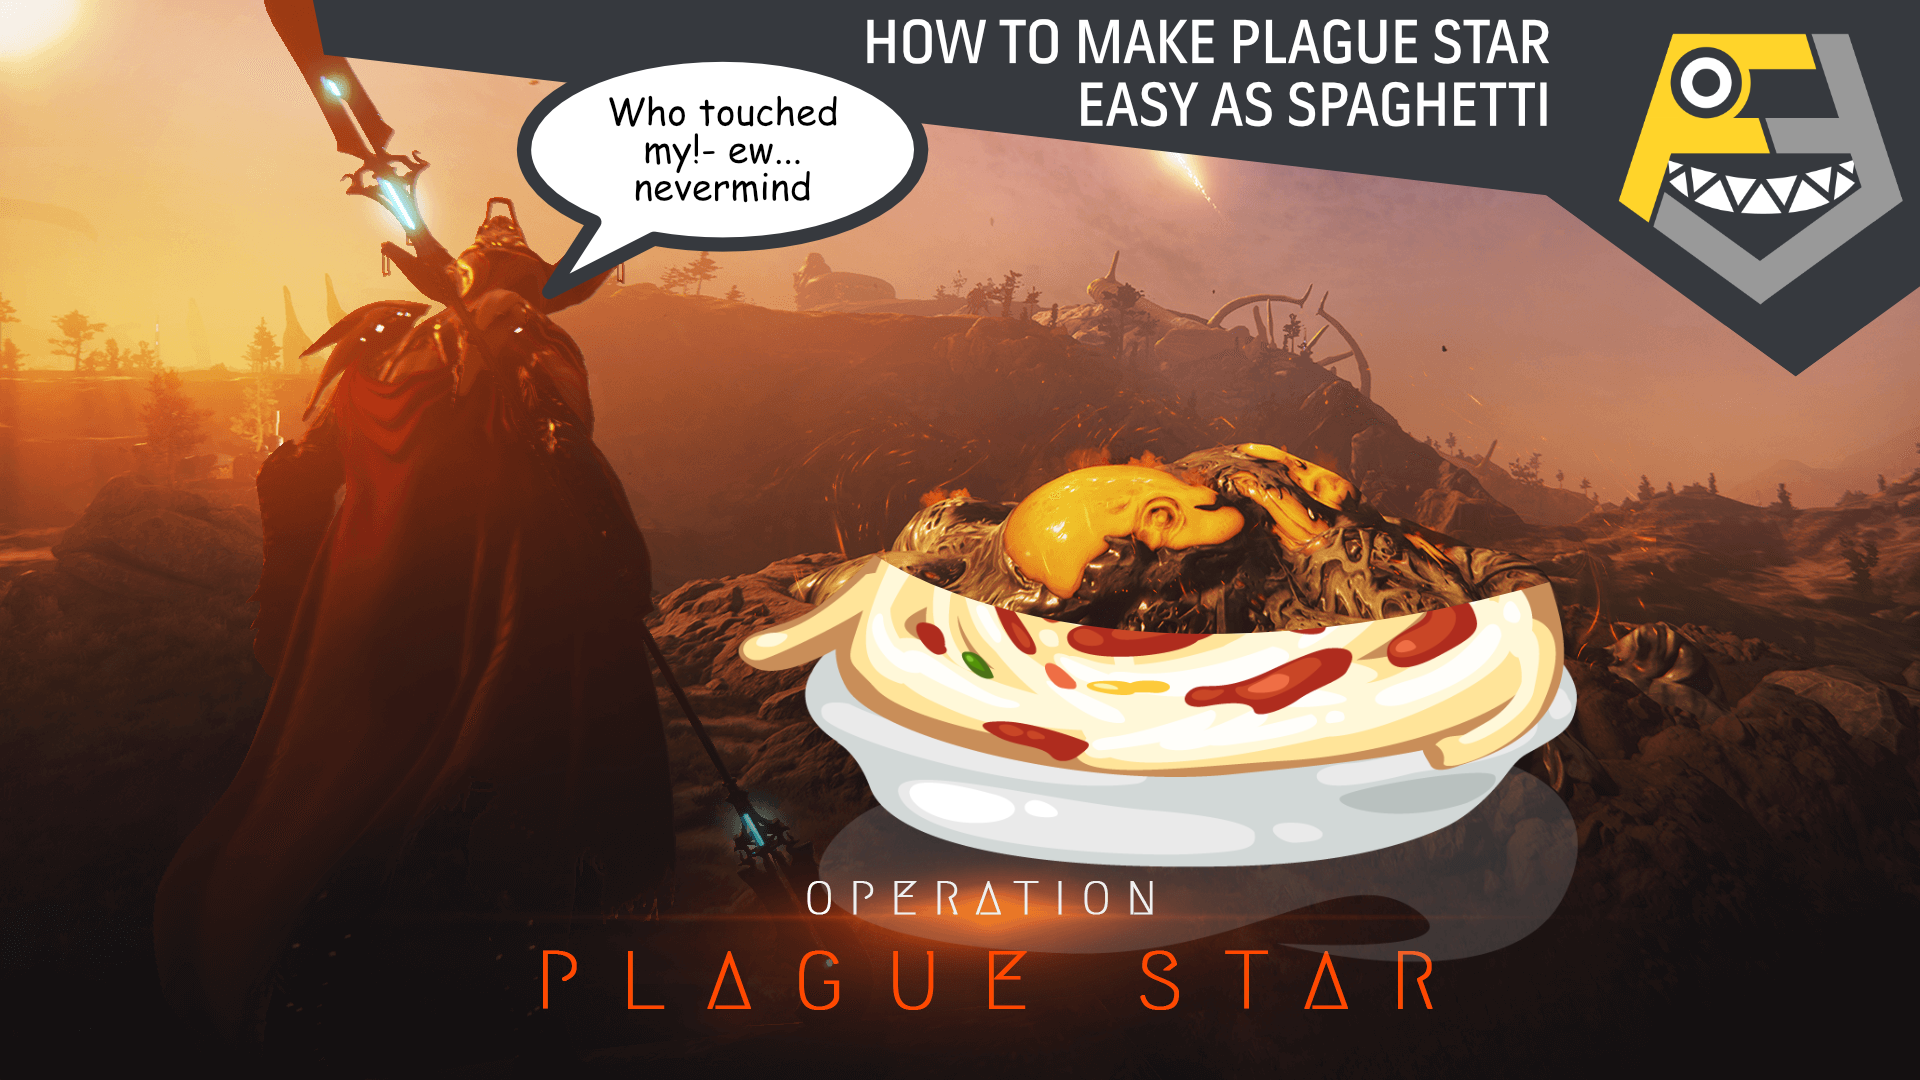 HOW TO MAKE PLAGUE STAR
EASY AS SPAGHETTI
Who touched
my!- ew...
nevermind
OPERATION
PLAGUE STAR